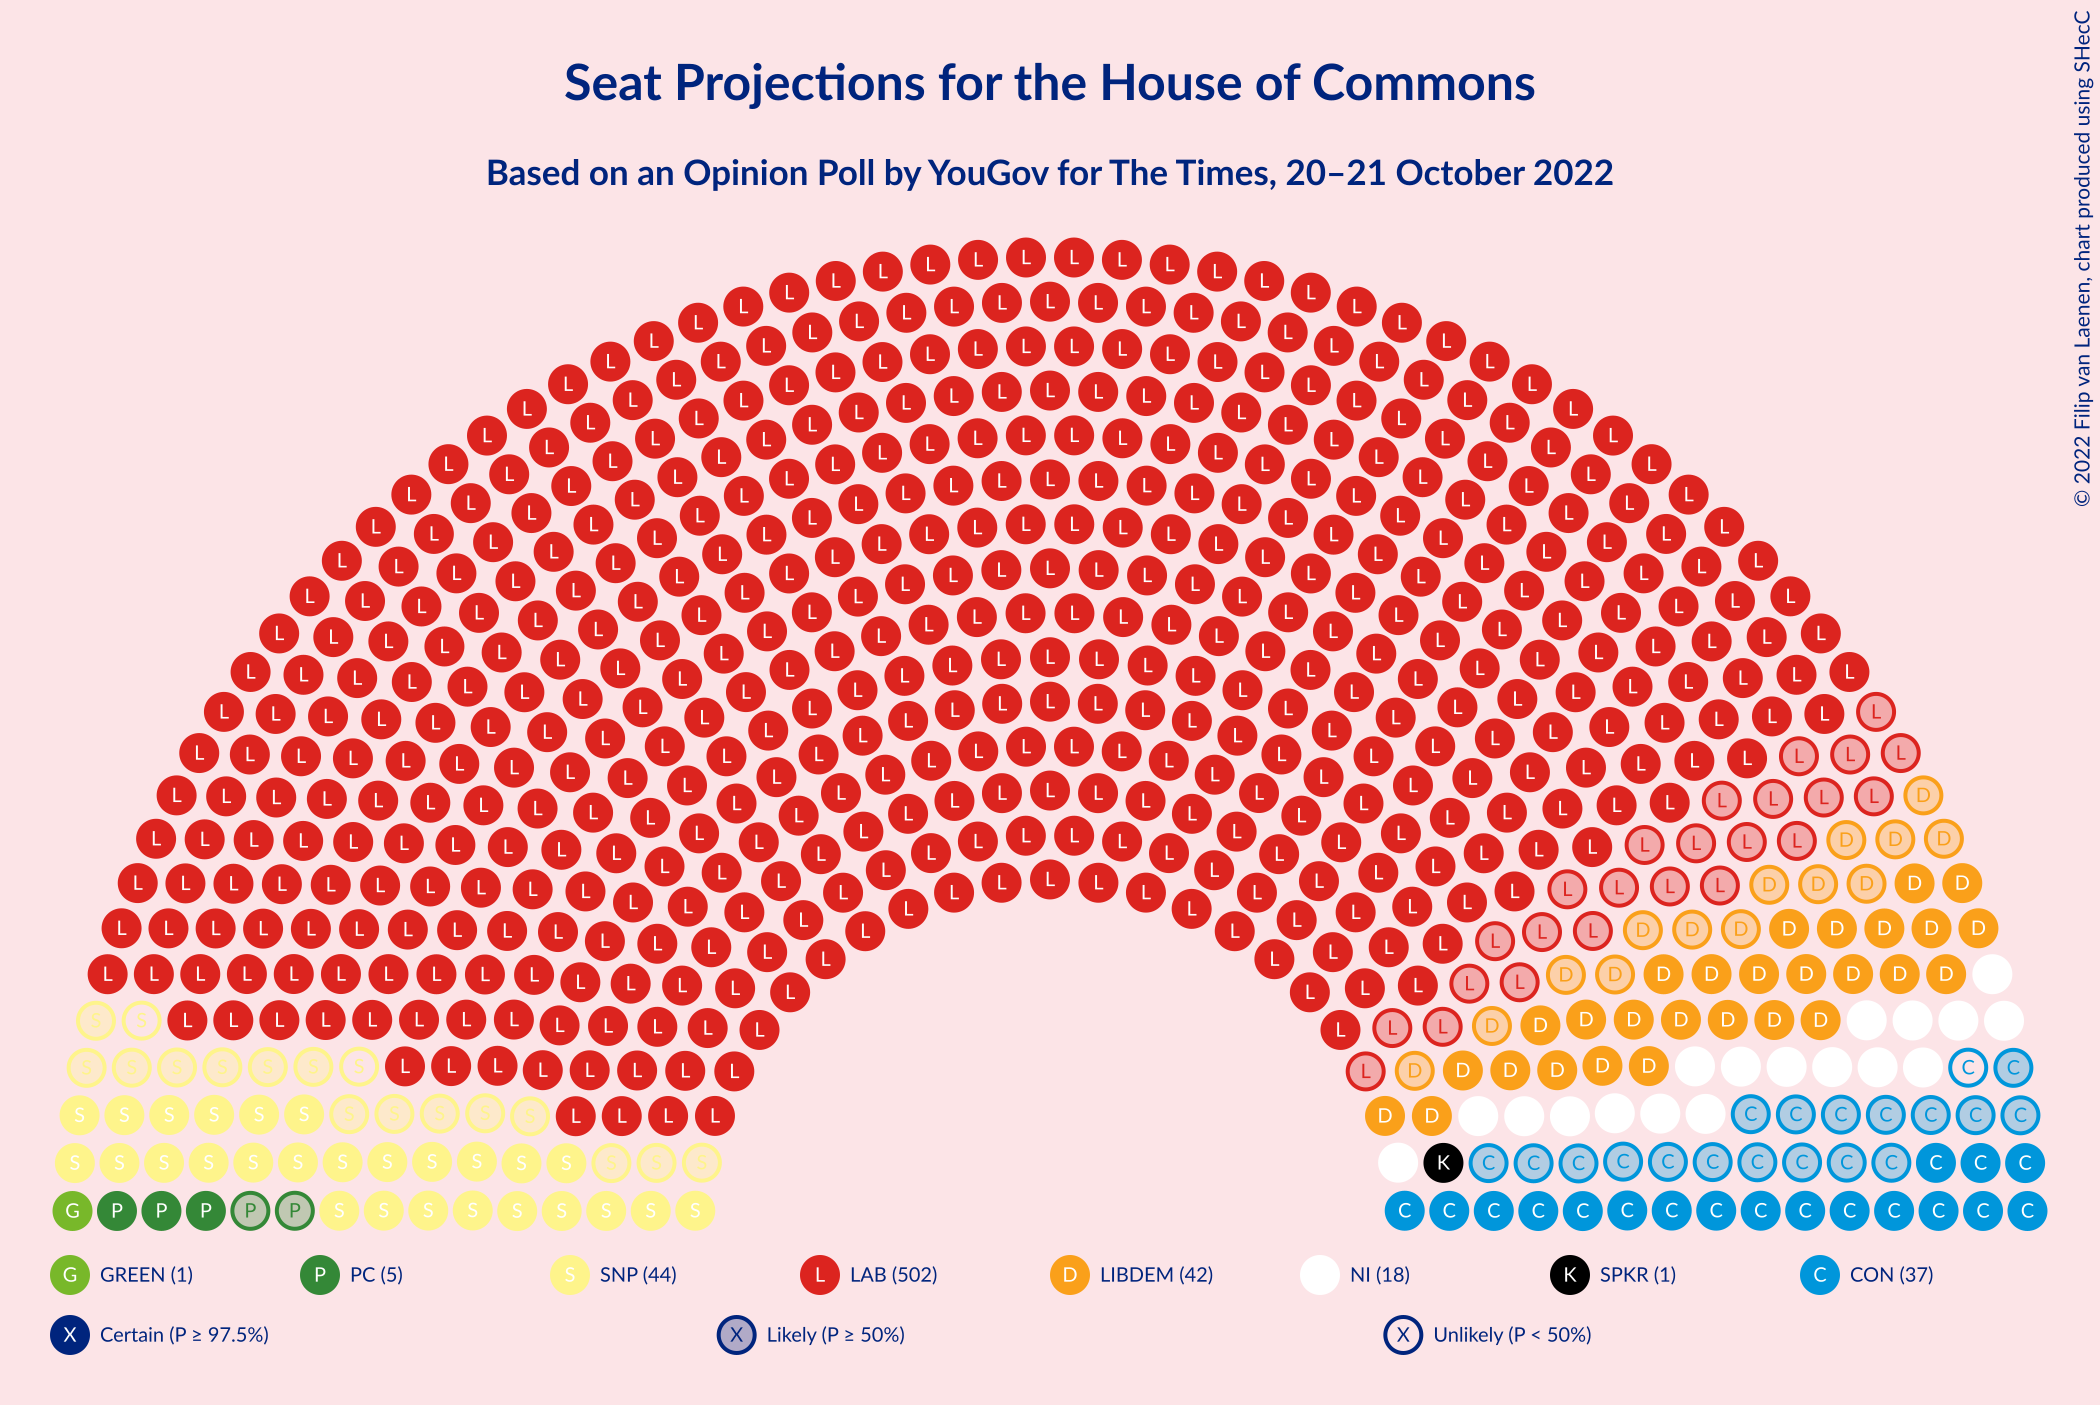 Seat Projections for the House of Commons
Based on an Opinion Poll by YouGov for The Times, 20–21 October 2022
© 2022 Filip van Laenen, chart produced using SHecC
G GREEN (1) P PC (5) S SNP (44) L LAB (502) D LIBDEM (42) NI (18) K SPKR (1) C CON (37)
X Certain (P ≥ 97.5%) X Likely (P ≥ 50%) X Unlikely (P < 50%)